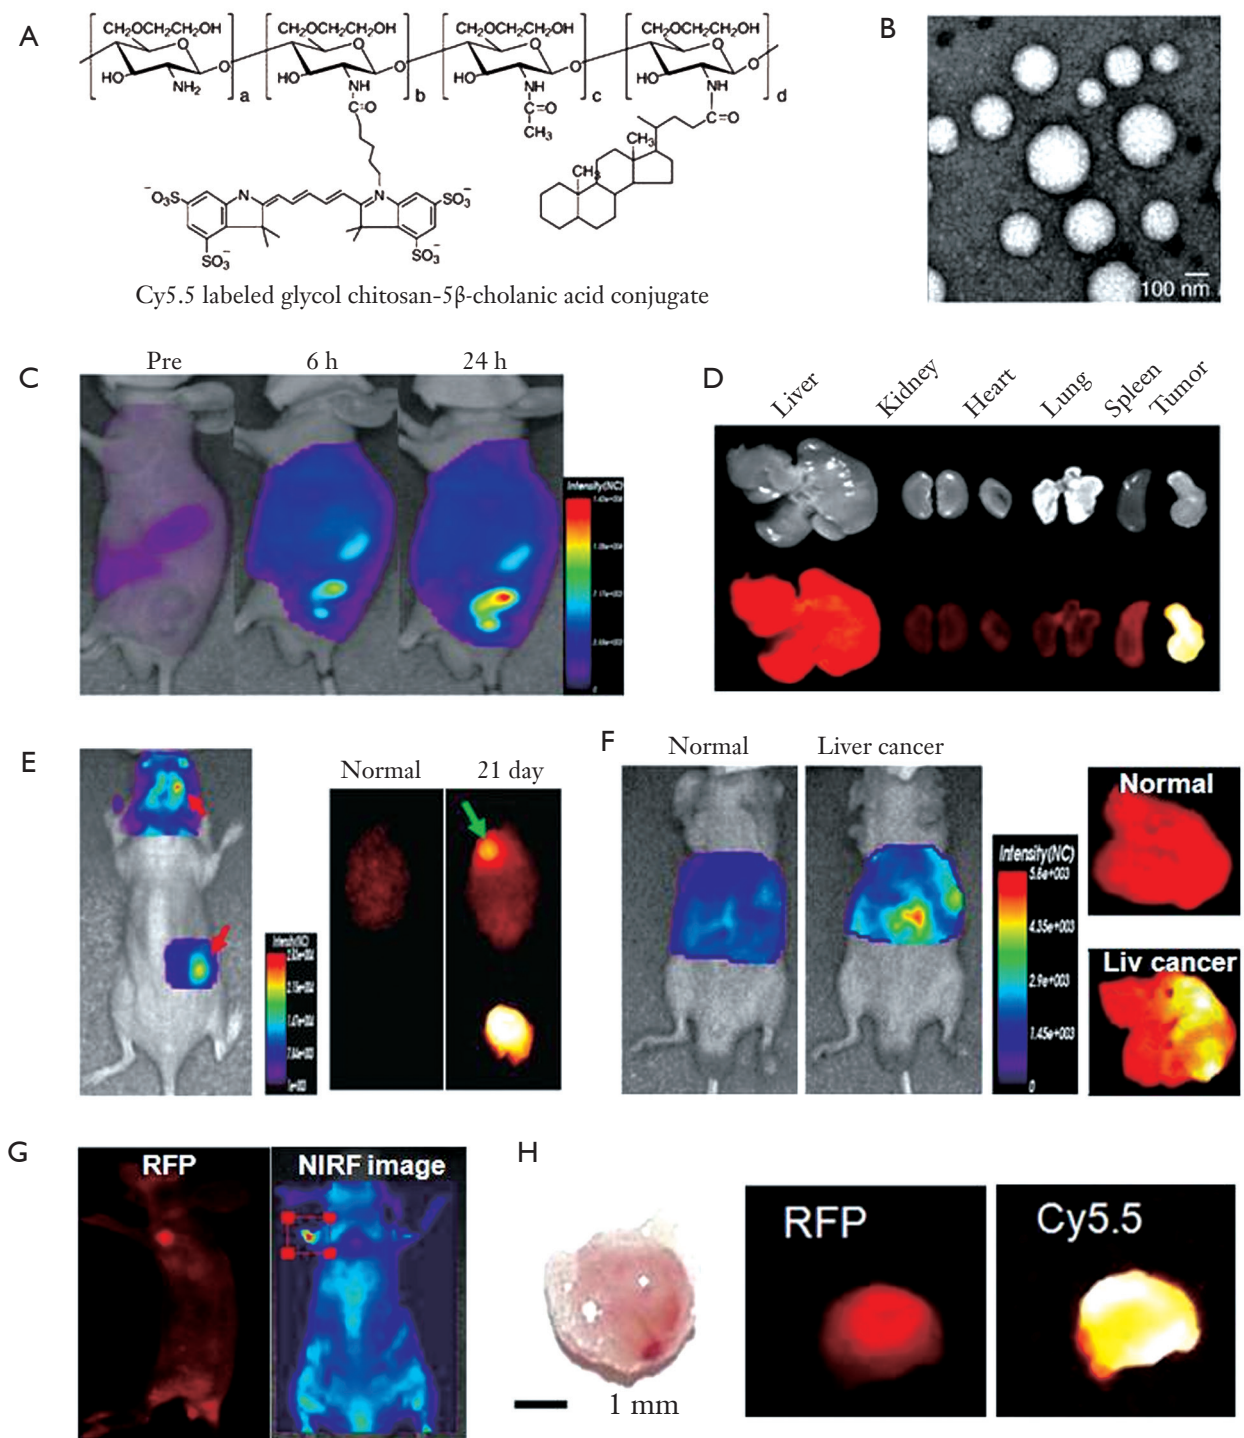 A
CH₂OCH₂CH₂OH CH₂OCH₂CH₂OH CH₂OCH₂CH₂OH CH₂OCH₂CH₂OH
O O O O
HO HO HO HO
NH₂ NH NH NH
a b c d
C=O C=O C=O
CH₃
CH₃
CH₃
SO₃⁻ N N SO₃⁻
SO₃⁻ SO₃⁻
Cy5.5 labeled glycol chitosan-5β-cholanic acid conjugate
B
100 nm
C
Pre 6 h 24 h
Intensity(NC)
0
D
Liver Kidney Heart Lung Spleen Tumor
E
Normal 21 day
Intensity(NC)
F
Normal Liver cancer
Intensity(NC)
5.8e+003
4.35e+003
2.9e+003
1.45e+003
0
Normal
Liv cancer
G
RFP NIRF image
H
1 mm
RFP
Cy5.5